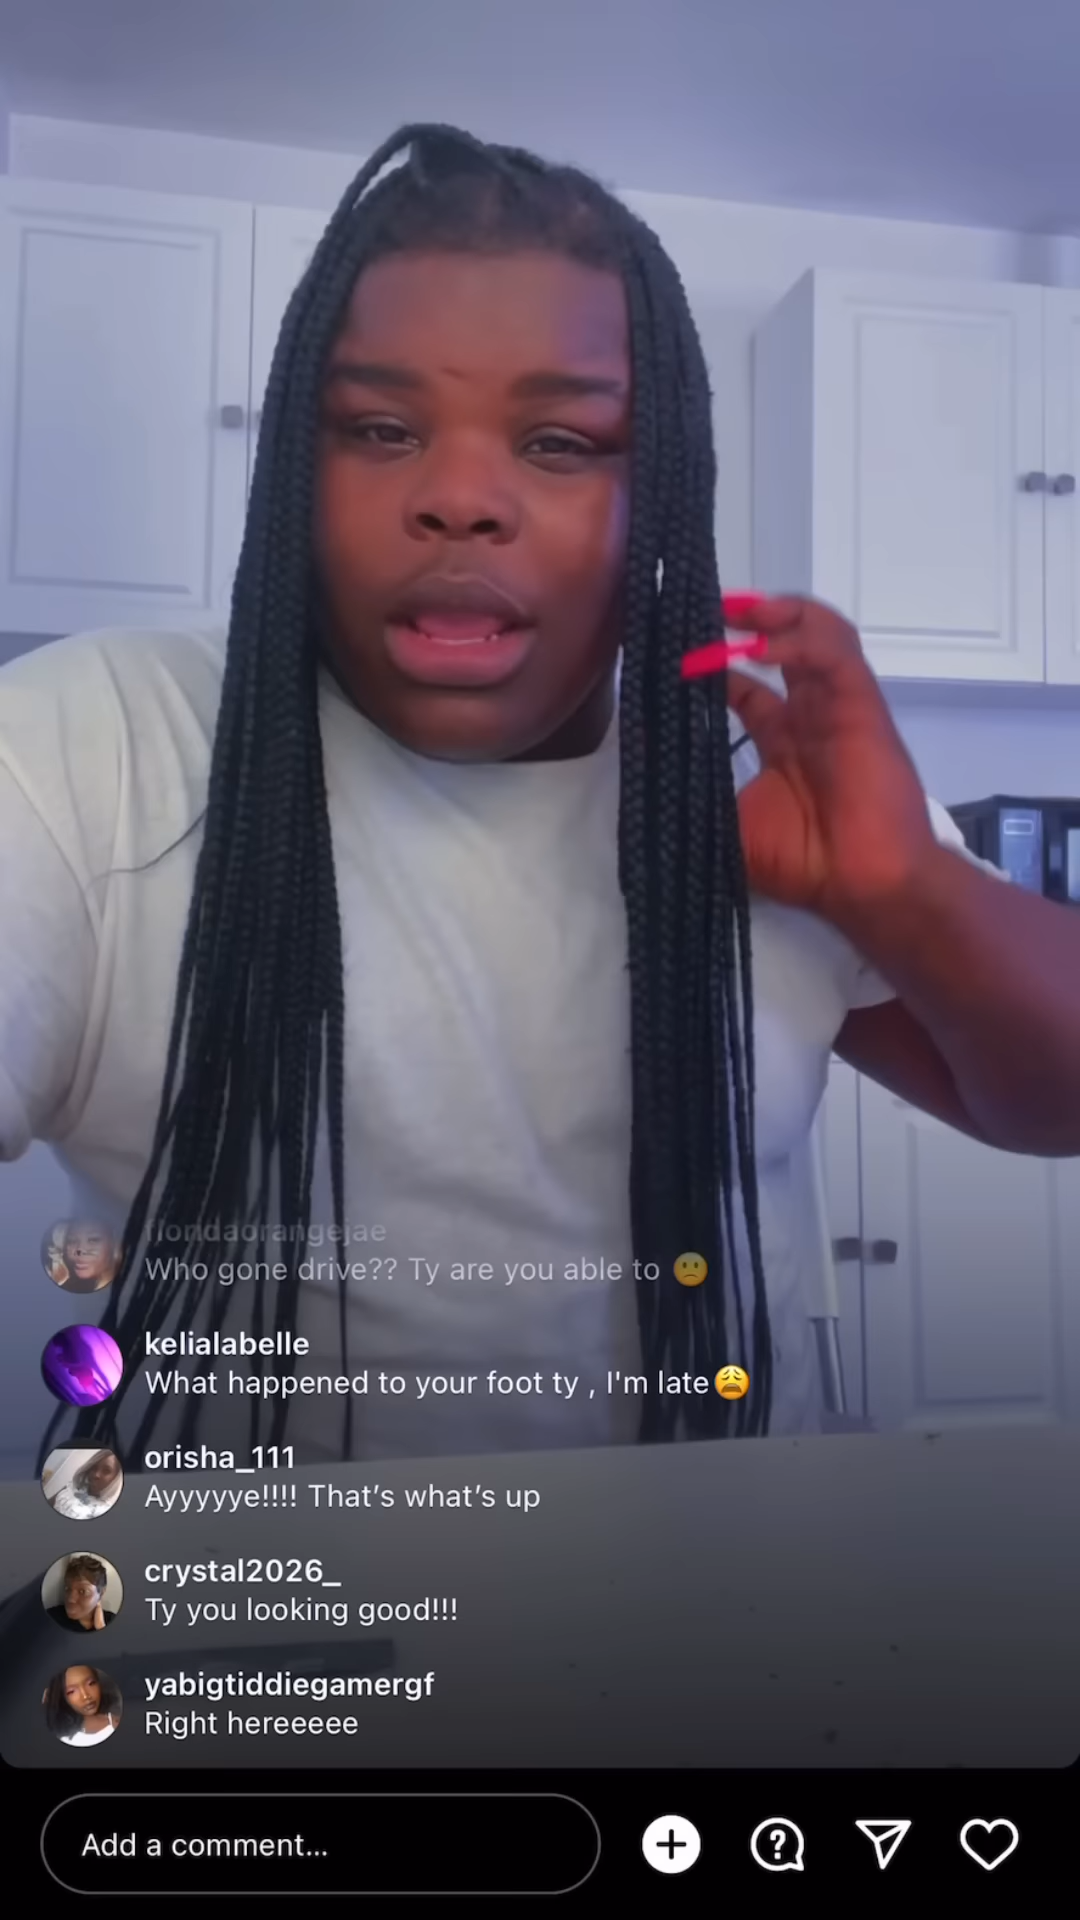 flondaorangejae
Who gone drive?? Ty are you able to 🙁
kelialabelle
What happened to your foot ty , I'm late😩
orisha_111
Ayyyyye!!!! That’s what’s up
crystal2026_
Ty you looking good!!!
yabigtiddiegamergf
Right hereeeee
Add a comment...